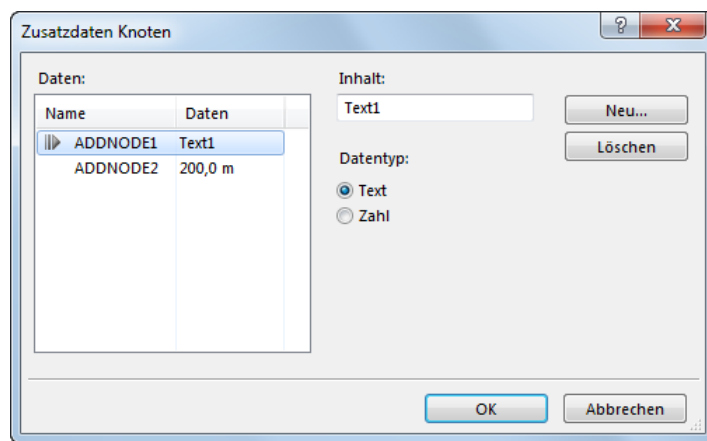 Zusatzdaten Knoten
Daten:
Name Daten
ADDNODE1 Text1
ADDNODE2 200,0 m
Inhalt:
Text1
Datentyp:
Text
Zahl
Neu...
Löschen
OK
Abbrechen